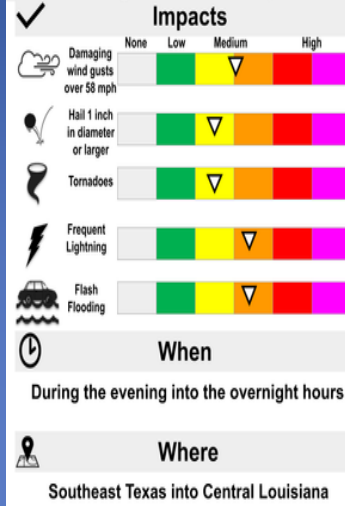 Impacts
None Low Medium High
Damaging
wind gusts
over 58 mph
Hail 1 inch
in diameter
or larger
Tornadoes
Frequent
Lightning
Flash
Flooding
When
During the evening into the overnight hours
Where
Southeast Texas into Central Louisiana